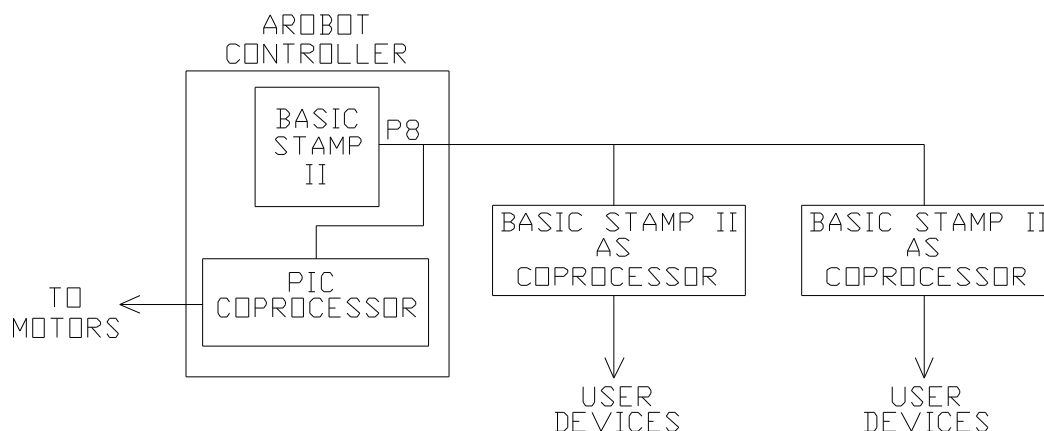 AROBOT
CONTROLLER
BASIC
STAMP
II
P8
BASIC STAMP II
AS
COPROCESSOR
BASIC STAMP II
AS
COPROCESSOR
PIC
COPROCESSOR
TO
MOTORS
USER
DEVICES
USER
DEVICES